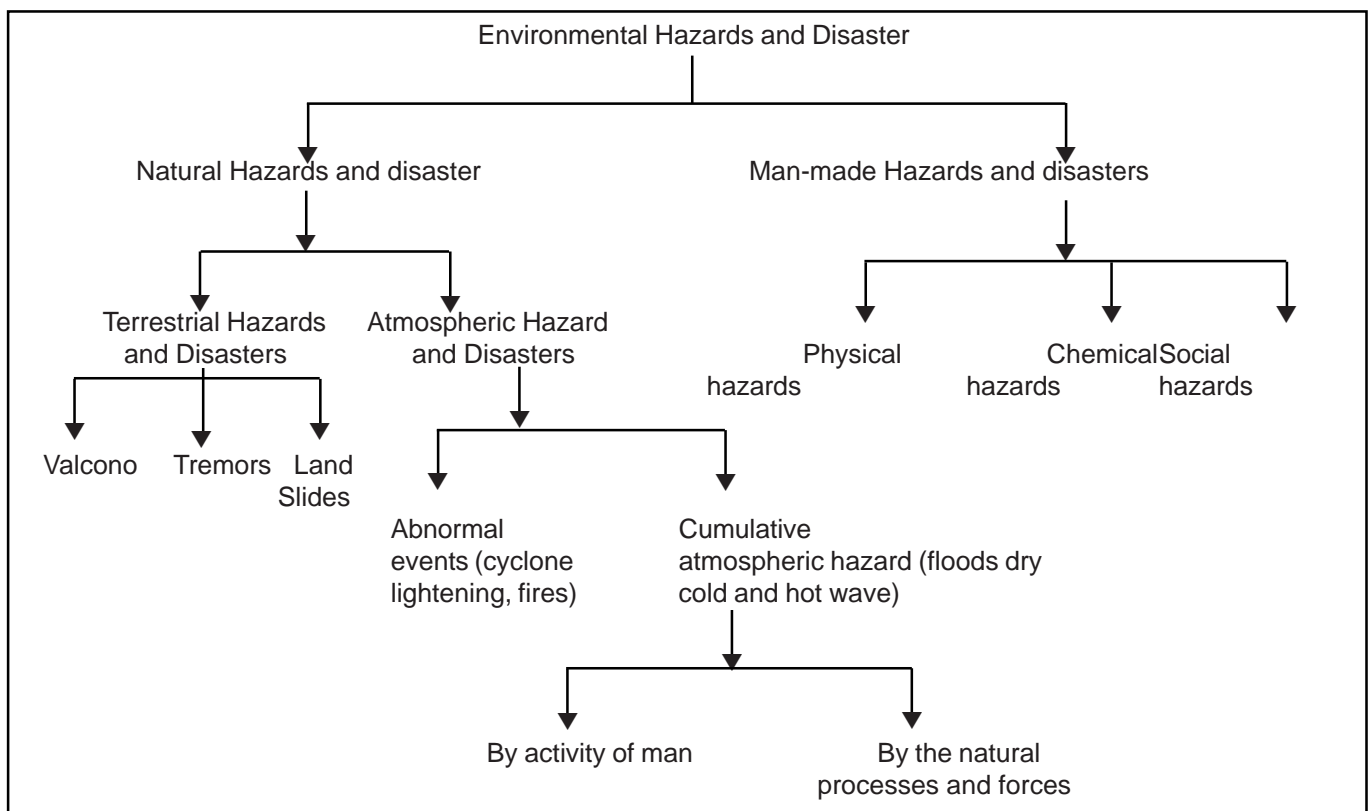 Environmental Hazards and Disaster
Natural Hazards and disaster
Man-made Hazards and disasters
Terrestrial Hazards
and Disasters
Atmospheric Hazard
and Disasters
Physical
hazards
Chemical
hazards
Social
hazards
Valcono
Tremors
Land
Slides
Abnormal
events (cyclone
lightening, fires)
Cumulative
atmospheric hazard (floods dry
cold and hot wave)
By activity of man
By the natural
processes and forces